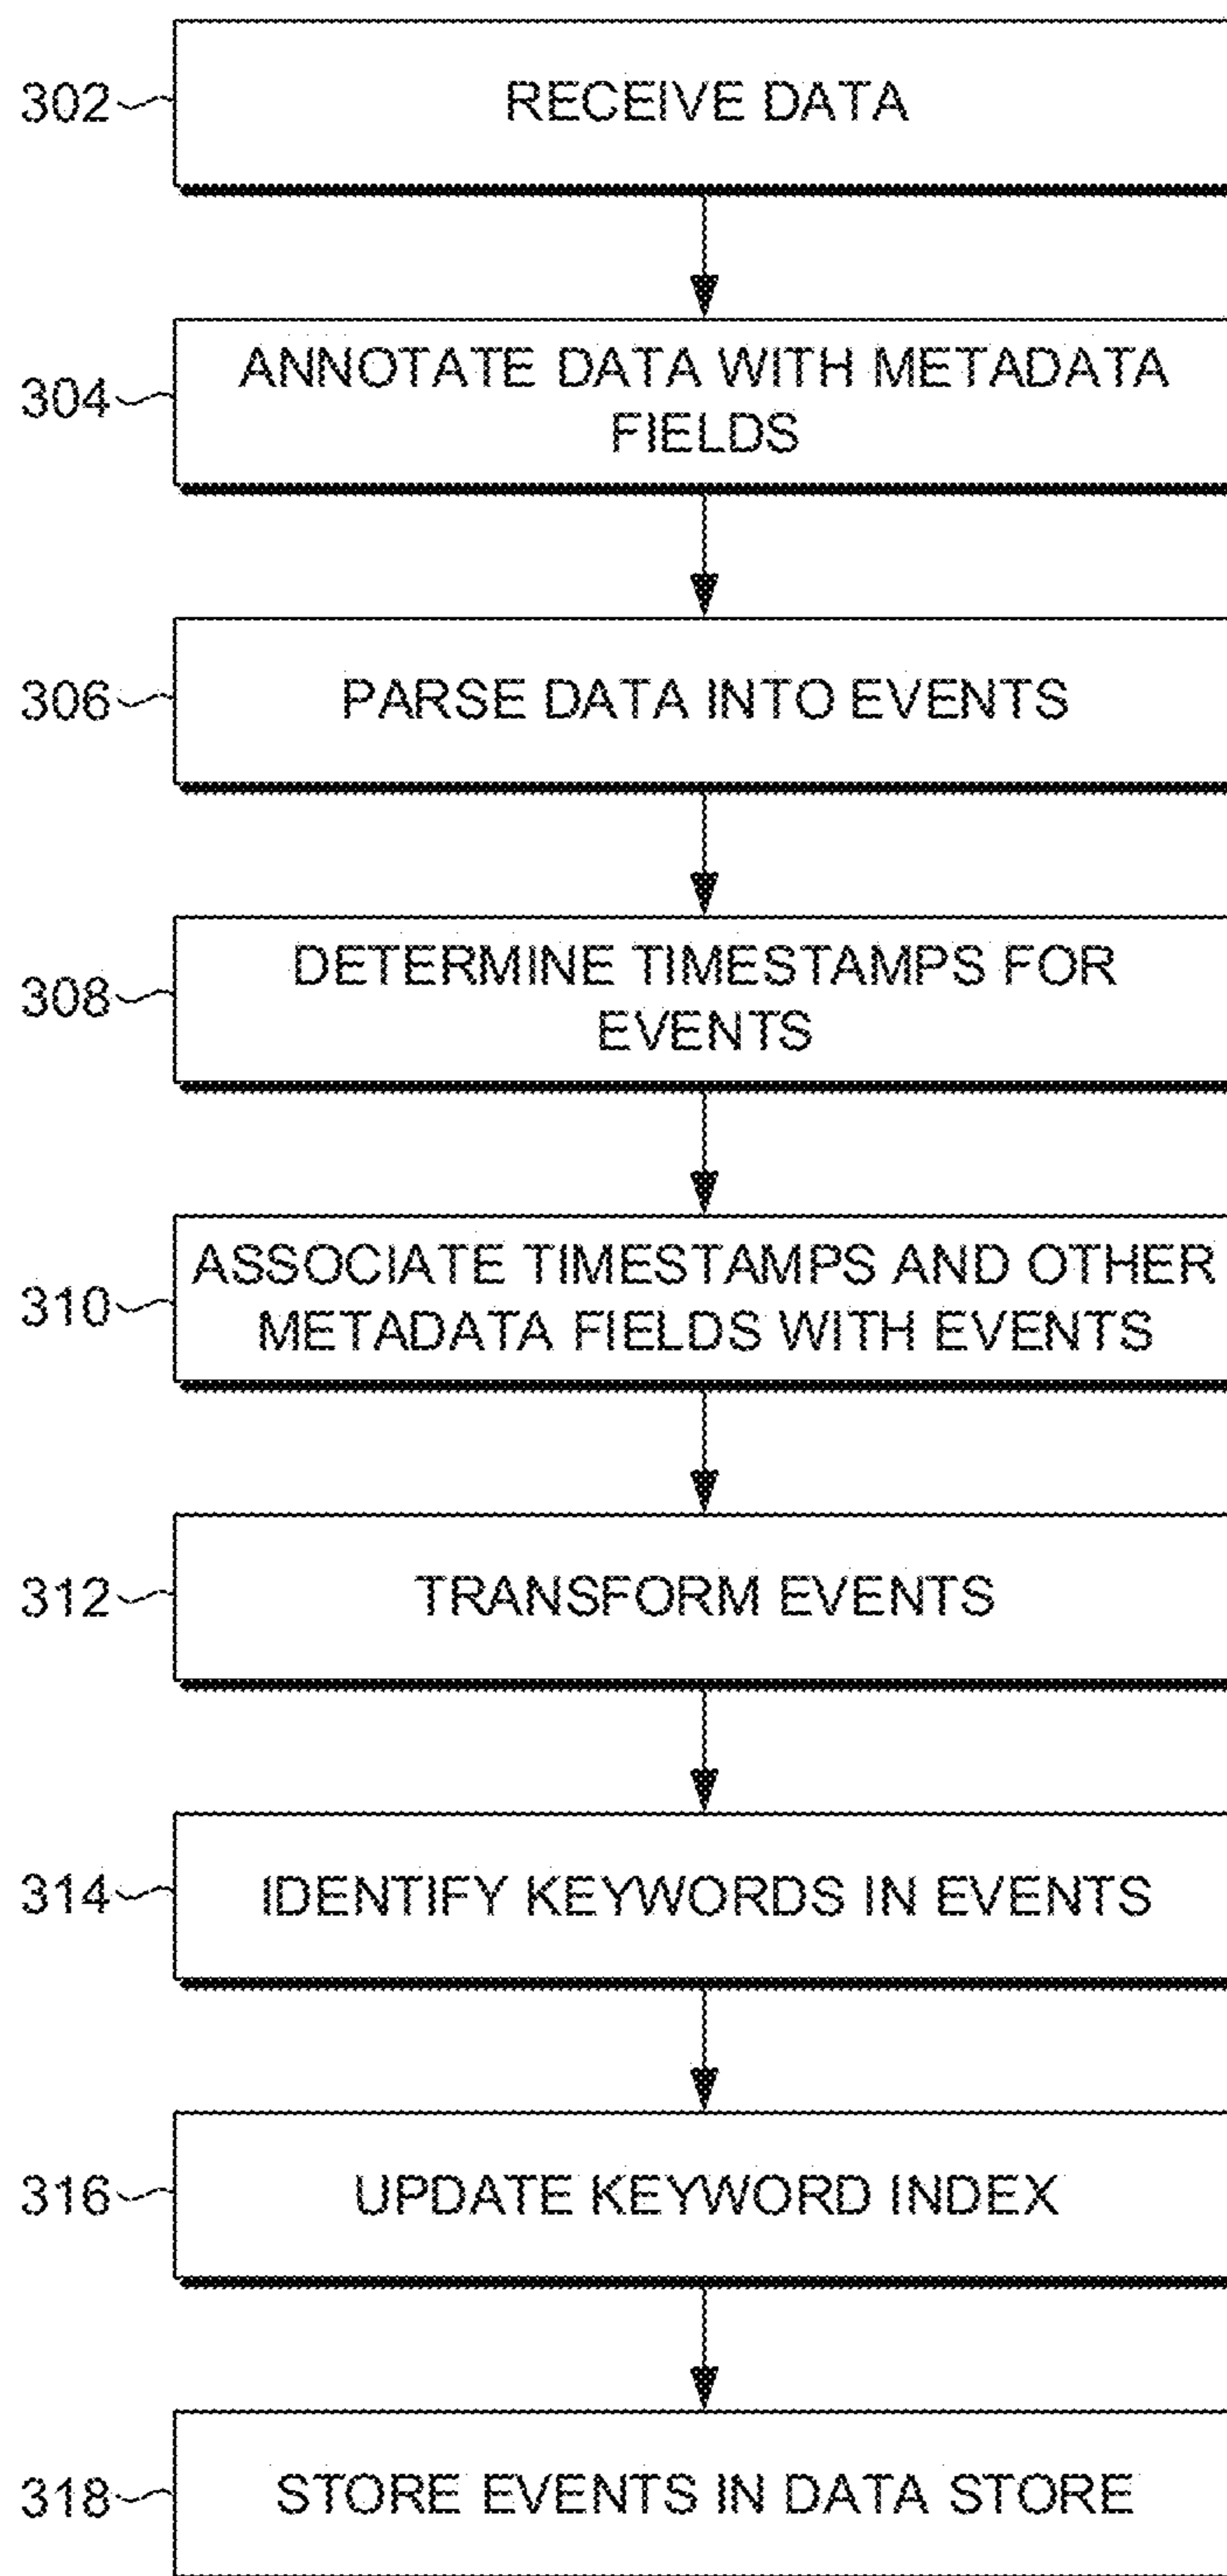 302
RECEIVE DATA
304
ANNOTATE DATA WITH METADATA
FIELDS
306
PARSE DATA INTO EVENTS
308
DETERMINE TIMESTAMPS FOR
EVENTS
310
ASSOCIATE TIMESTAMPS AND OTHER
METADATA FIELDS WITH EVENTS
312
TRANSFORM EVENTS
314
IDENTIFY KEYWORDS IN EVENTS
316
UPDATE KEYWORD INDEX
318
STORE EVENTS IN DATA STORE